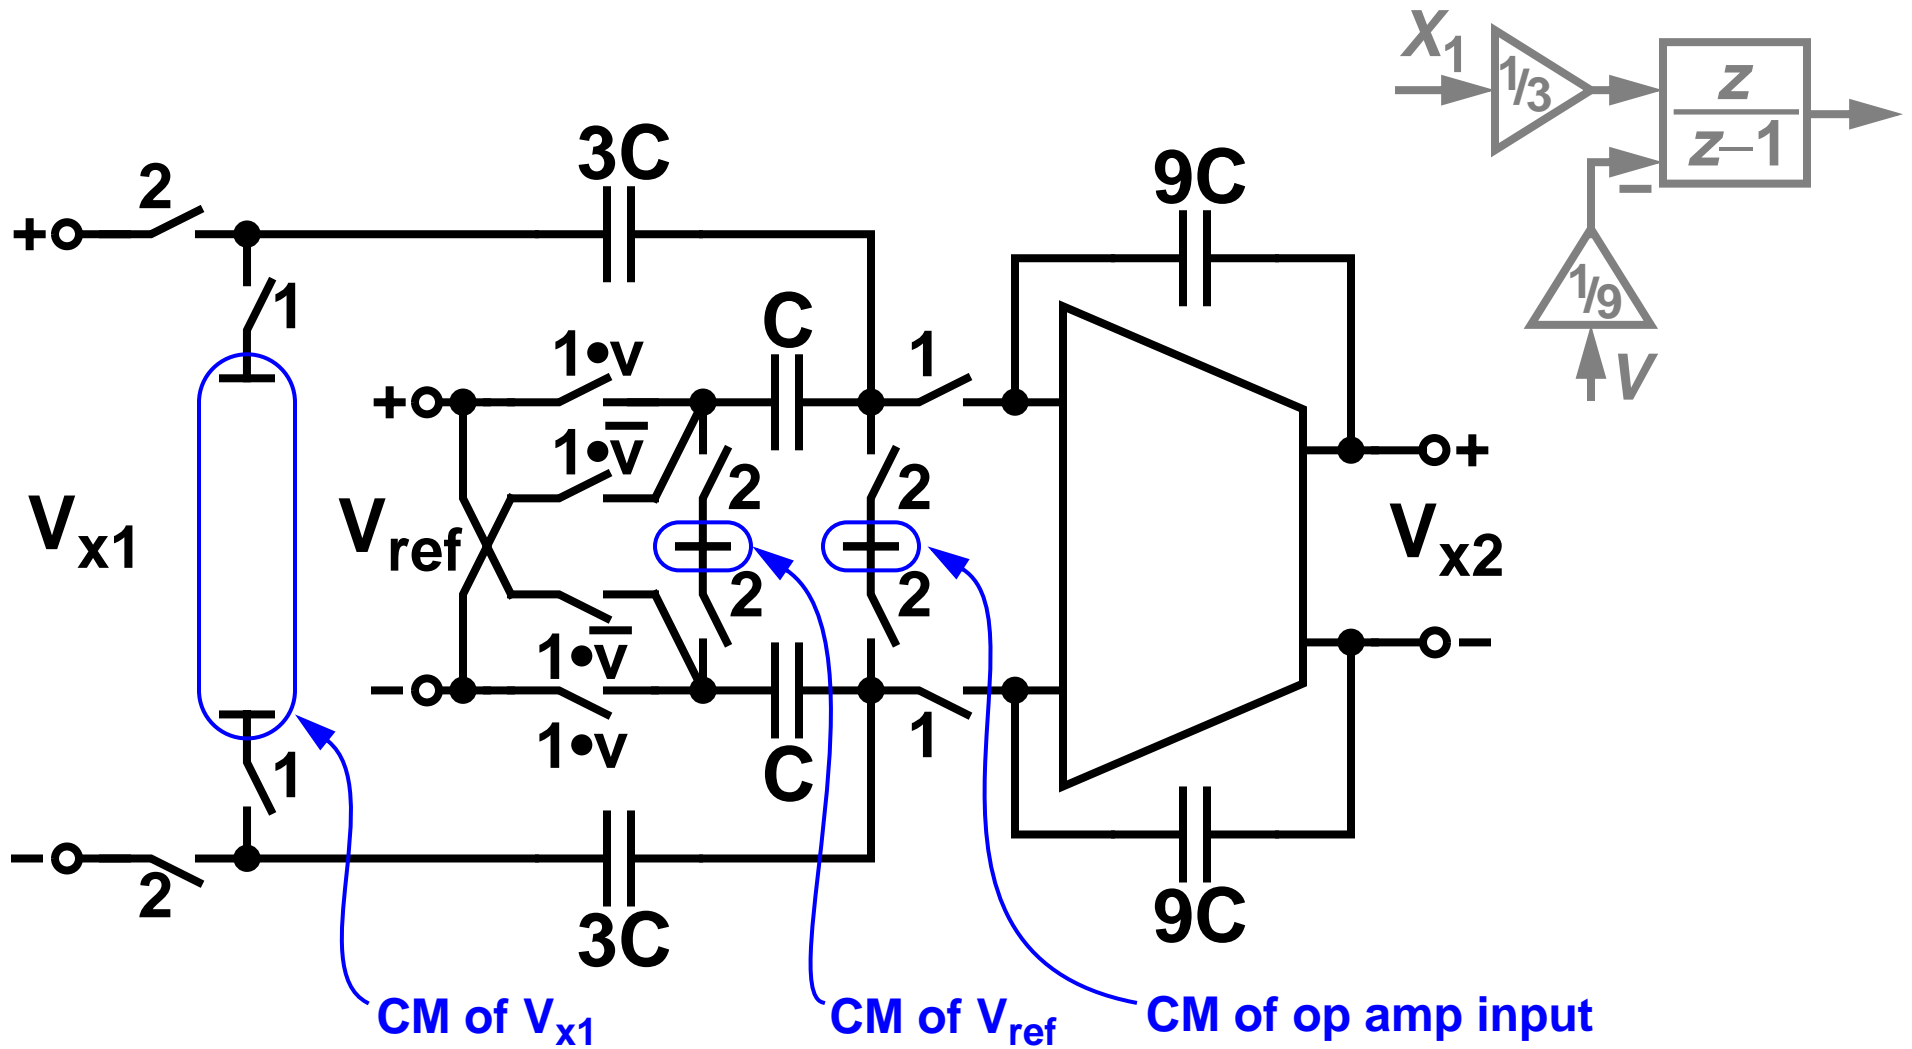 X1
1/3
z
z–1
–
1/9
V
3C
9C
2
+
1
C
1•v
1
+
1•v̅
2
2
+
Vx1
Vref
Vx2
2
2
1•v̅
–
–
1
1•v
1
C
–
2
3C
9C
CM of Vx1
CM of Vref
CM of op amp input